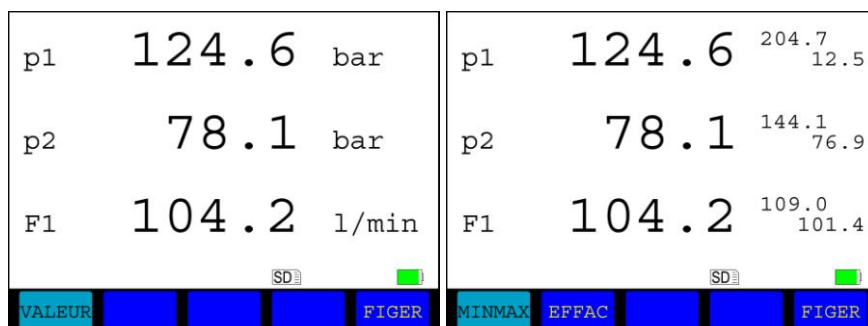 p1 124.6 bar
p2 78.1 bar
F1 104.2 l/min
SD
VALEUR FIGER
p1 124.6 204.7 12.5
p2 78.1 144.1 76.9
F1 104.2 109.0 101.4
SD
MINMAX EFFAC FIGER